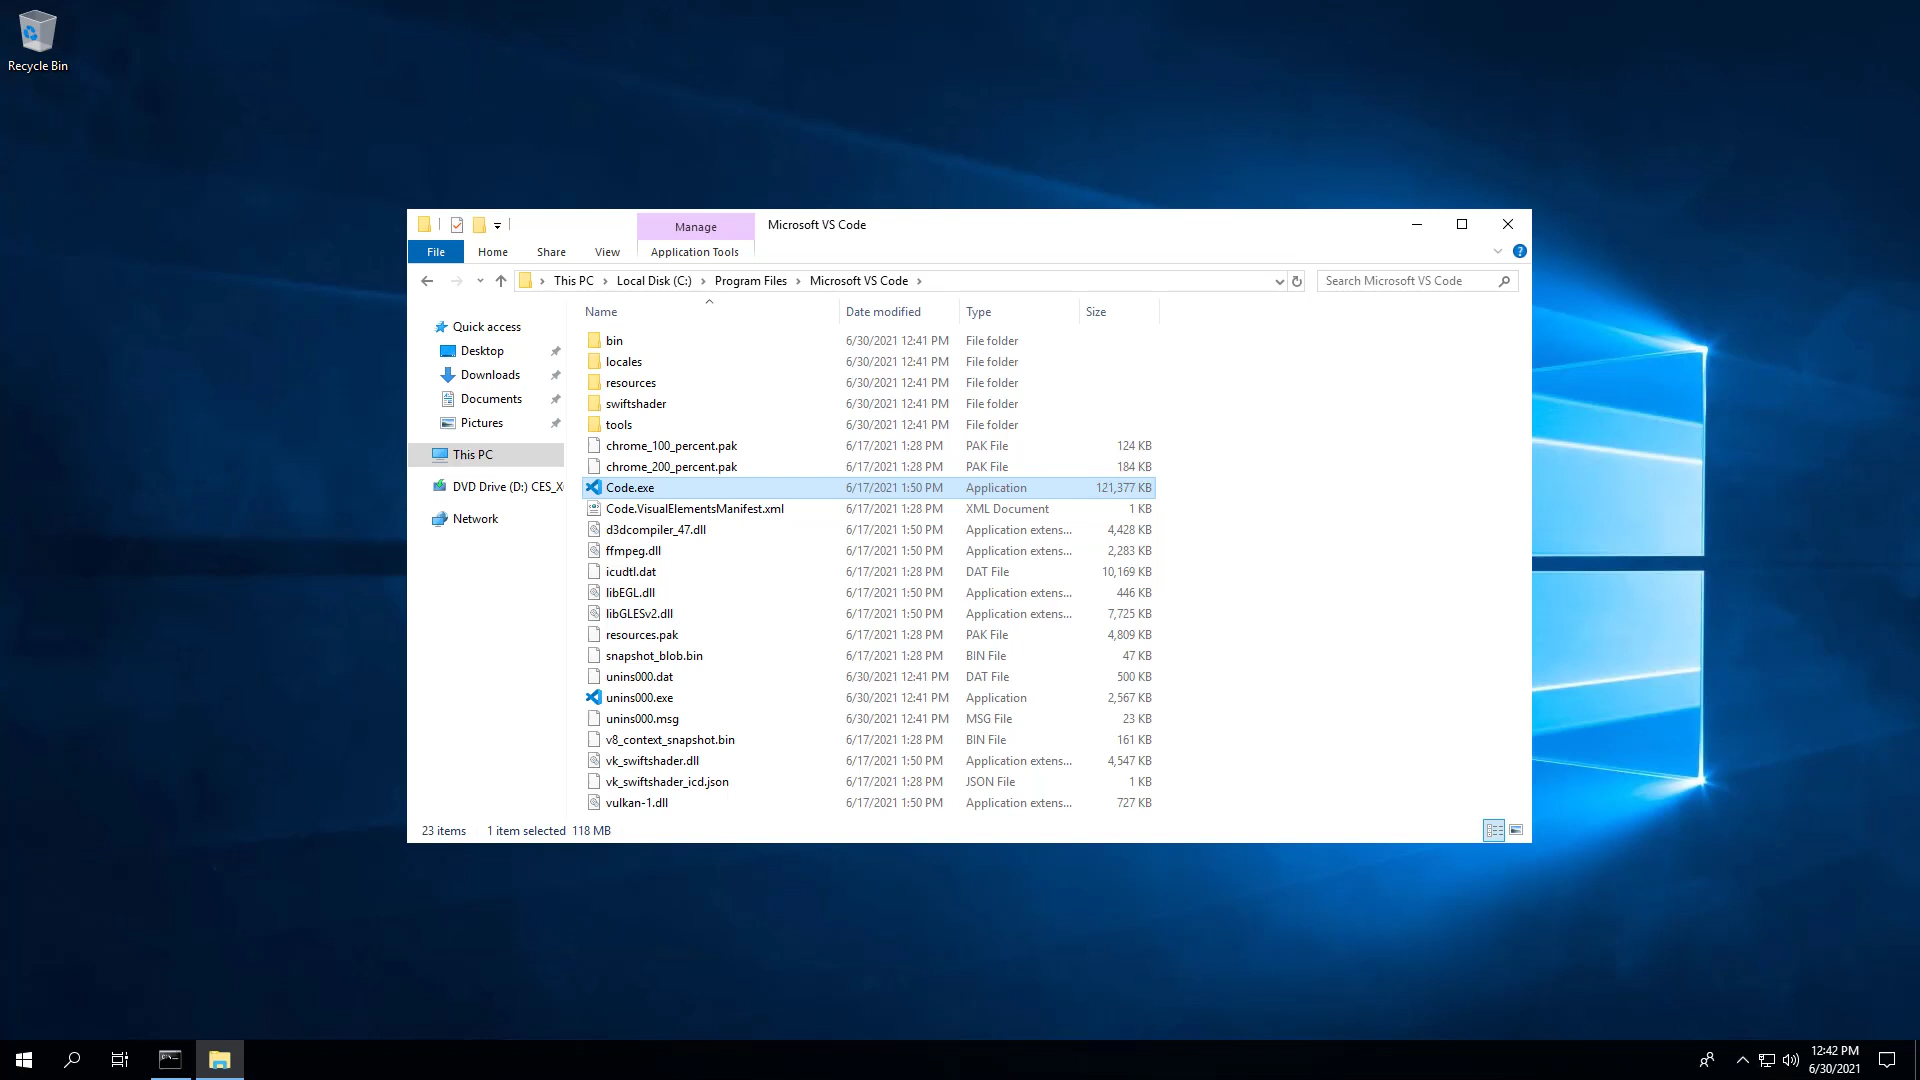 Recycle Bin
Manage
Microsoft VS Code
File Home Share View Application Tools
This PC Local Disk (C:) Program Files Microsoft VS Code
Search Microsoft VS Code
Quick access
Desktop
Downloads
Documents
Pictures
This PC
DVD Drive (D:) CES_X
Network
Name Date modified Type Size
bin 6/30/2021 12:41 PM File folder
locales 6/30/2021 12:41 PM File folder
resources 6/30/2021 12:41 PM File folder
swiftshader 6/30/2021 12:41 PM File folder
tools 6/30/2021 12:41 PM File folder
chrome_100_percent.pak 6/17/2021 1:28 PM PAK File 124 KB
chrome_200_percent.pak 6/17/2021 1:28 PM PAK File 184 KB
Code.exe 6/17/2021 1:50 PM Application 121,377 KB
Code.VisualElementsManifest.xml 6/17/2021 1:28 PM XML Document 1 KB
d3dcompiler_47.dll 6/17/2021 1:50 PM Application extens... 4,428 KB
ffmpeg.dll 6/17/2021 1:50 PM Application extens... 2,283 KB
icudtl.dat 6/17/2021 1:28 PM DAT File 10,169 KB
libEGL.dll 6/17/2021 1:50 PM Application extens... 446 KB
libGLESv2.dll 6/17/2021 1:50 PM Application extens... 7,725 KB
resources.pak 6/17/2021 1:28 PM PAK File 4,809 KB
snapshot_blob.bin 6/17/2021 1:28 PM BIN File 47 KB
unins000.dat 6/30/2021 12:41 PM DAT File 500 KB
unins000.exe 6/30/2021 12:41 PM Application 2,567 KB
unins000.msg 6/30/2021 12:41 PM MSG File 23 KB
v8_context_snapshot.bin 6/17/2021 1:28 PM BIN File 161 KB
vk_swiftshader.dll 6/17/2021 1:50 PM Application extens... 4,547 KB
vk_swiftshader_icd.json 6/17/2021 1:28 PM JSON File 1 KB
vulkan-1.dll 6/17/2021 1:50 PM Application extens... 727 KB
23 items 1 item selected 118 MB
12:42 PM
6/30/2021